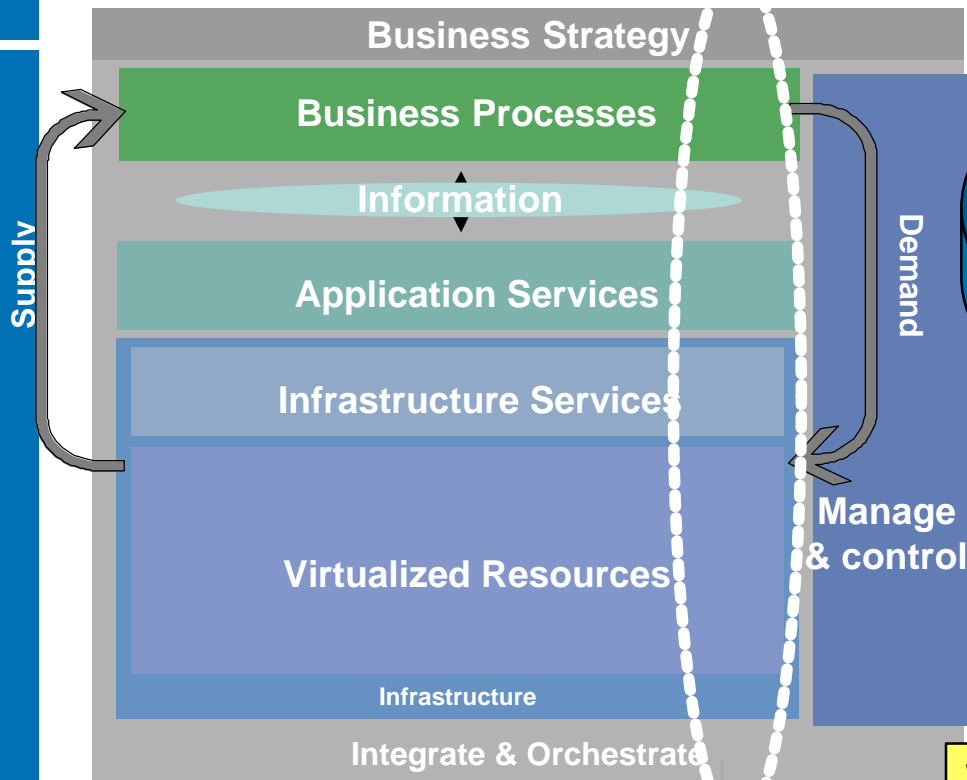 Business Strategy
Business Processes
Information
Supply
Demand
Application Services
Infrastructure Services
Manage
& control
Virtualized Resources
Infrastructure
Integrate & Orchestrate